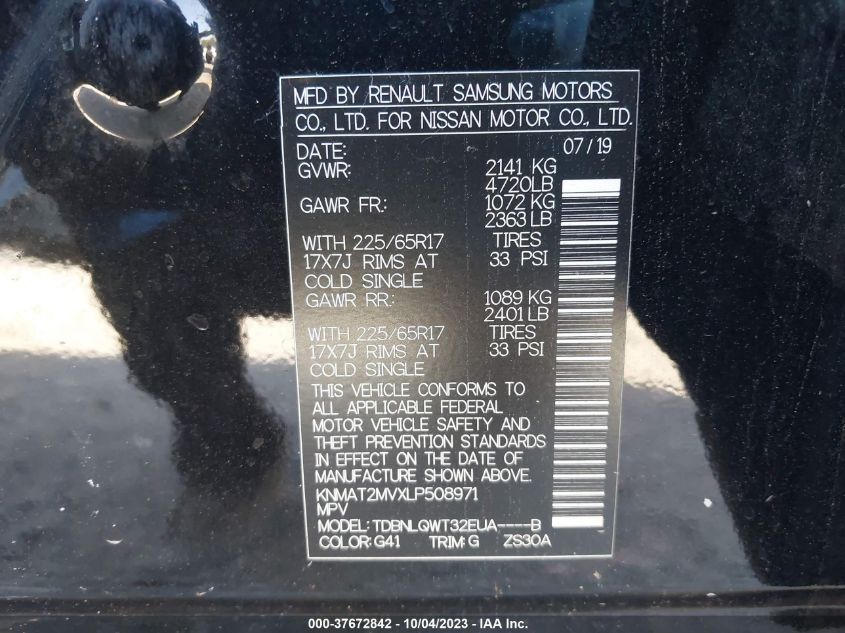 MFD BY RENAULT SAMSUNG MOTORS
CO., LTD. FOR NISSAN MOTOR CO., LTD.
DATE: 07/19
GVWR: 2141 KG
4720LB
GAWR FR: 1072 KG
2363 LB
WITH 225/65R17 TIRES
17X7J RIMS AT 33 PSI
COLD SINGLE
GAWR RR: 1089 KG
2401 LB
WITH 225/65R17 TIRES
17X7J RIMS AT 33 PSI
COLD SINGLE
THIS VEHICLE CONFORMS TO
ALL APPLICABLE FEDERAL
MOTOR VEHICLE SAFETY AND
THEFT PREVENTION STANDARDS
IN EFFECT ON THE DATE OF
MANUFACTURE SHOWN ABOVE.
KNMAT2MVXLP508971
MPV
MODEL: TDBNLQWT32EUA----B
COLOR: G41 TRIM: G ZS30A
000-37672842 - 10/04/2023 - IAA Inc.